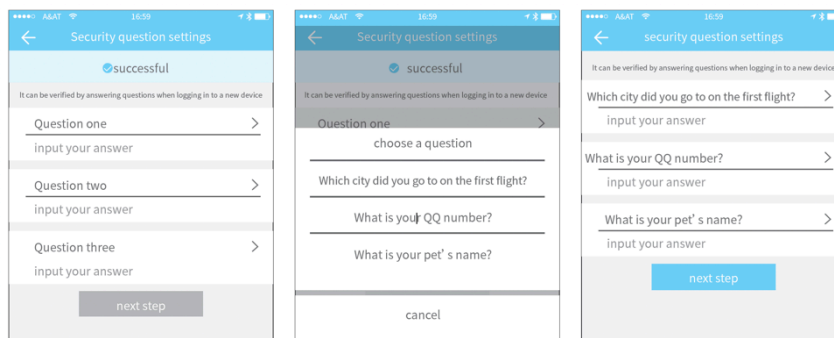 A&AT 16:59
Security question settings
successful
It can be verified by answering questions when logging in to a new device
Question one
input your answer
Question two
input your answer
Question three
input your answer
next step
A&AT 16:59
Security question settings
successful
It can be verified by answering questions when logging in to a new device
Question one
choose a question
Which city did you go to on the first flight?
What is your QQ number?
What is your pet's name?
cancel
A&AT 16:59
security question settings
It can be verified by answering questions when logging in to a new device
Which city did you go to on the first flight?
input your answer
What is your QQ number?
input your answer
What is your pet's name?
input your answer
next step